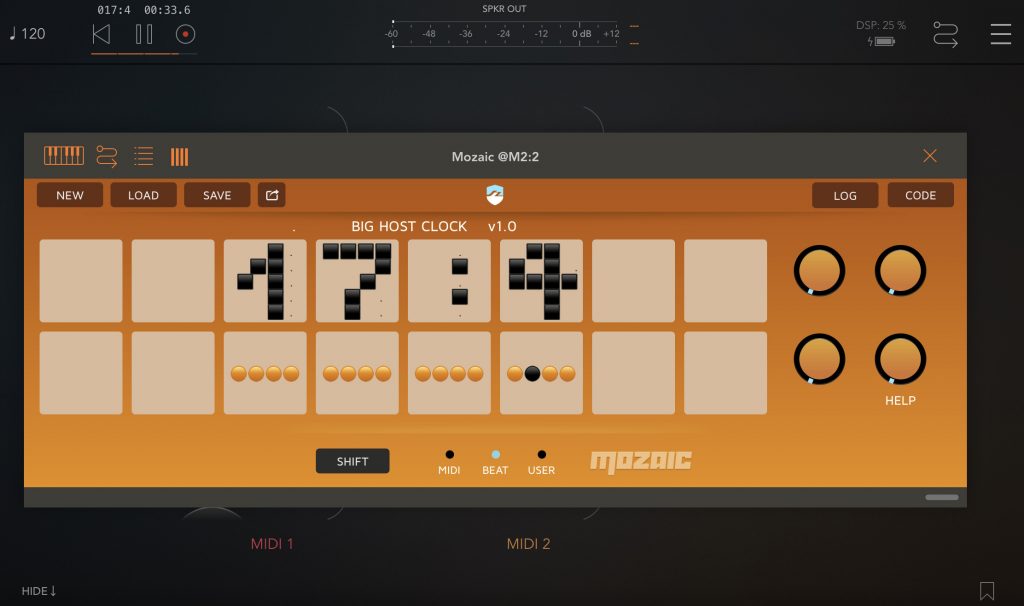 017:4 00:33.6
SPKR OUT
♩ 120
-60 -48 -36 -24 -12 0 dB +12
DSP: 25 %
Mozaic @M2:2
NEW LOAD SAVE LOG CODE
. BIG HOST CLOCK v1.0
17:4
HELP
SHIFT MIDI BEAT USER mozaic
MIDI 1 MIDI 2
HIDE↓